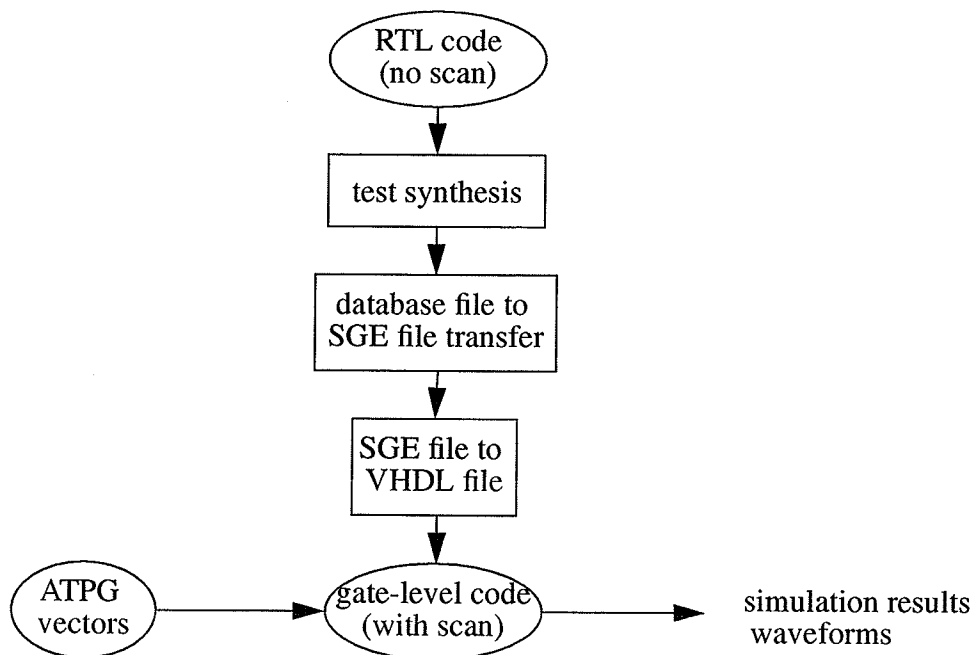 RTL code
(no scan)
test synthesis
database file to
SGE file transfer
SGE file to
VHDL file
ATPG
vectors
gate-level code
(with scan)
simulation results
waveforms